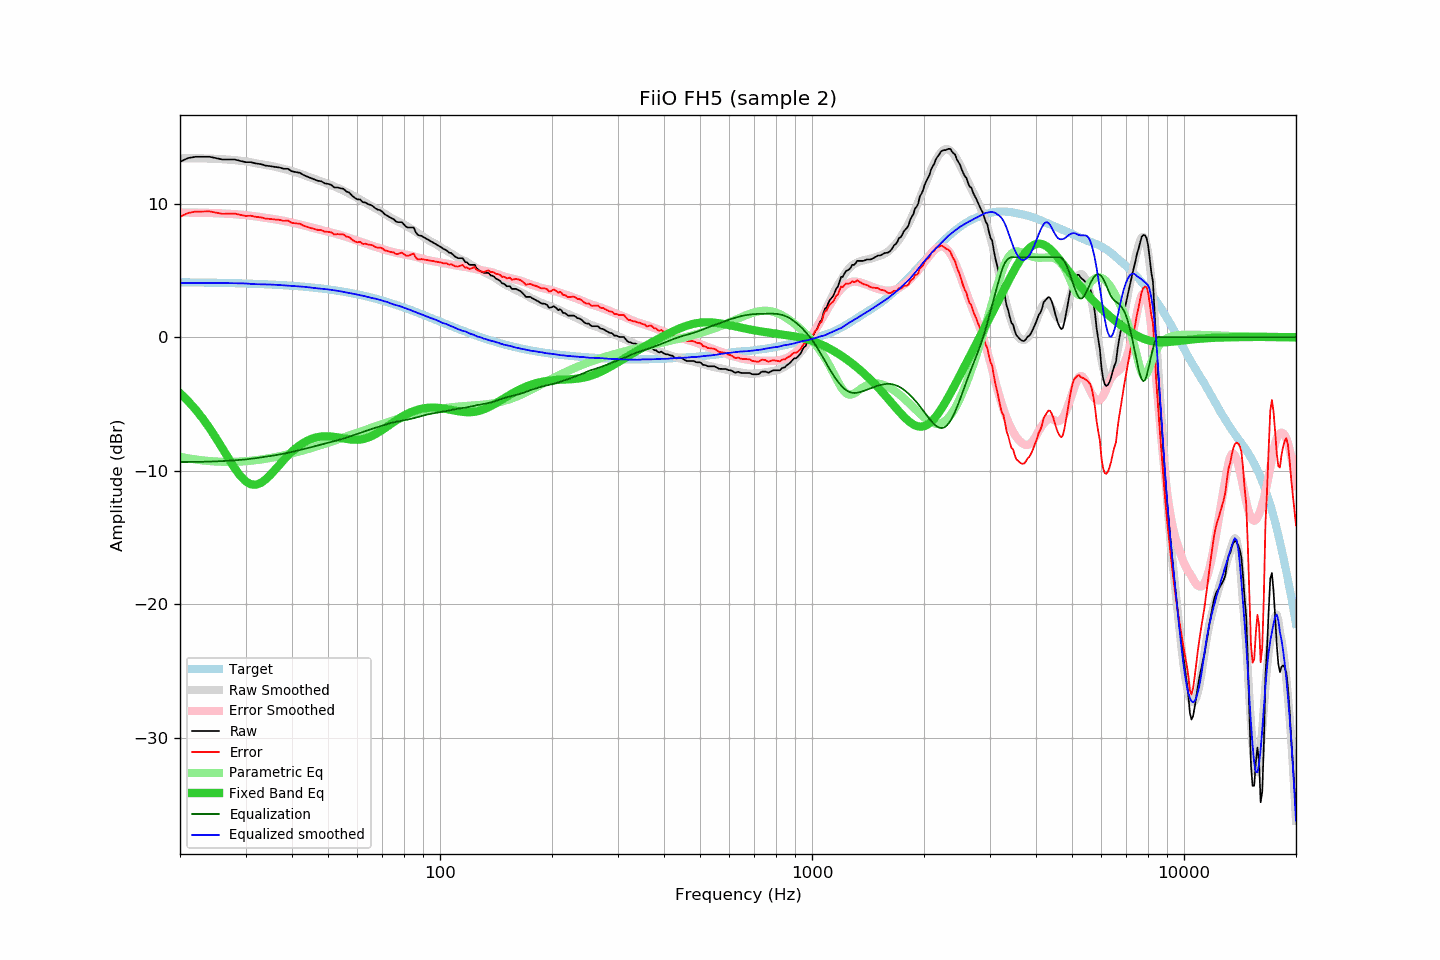 FiiO FH5 (sample 2)
Amplitude (dBr)
10
0
−10
−20
−30
Target
Raw Smoothed
Error Smoothed
Raw
Error
Parametric Eq
Fixed Band Eq
Equalization
Equalized smoothed
100 1000 10000
Frequency (Hz)